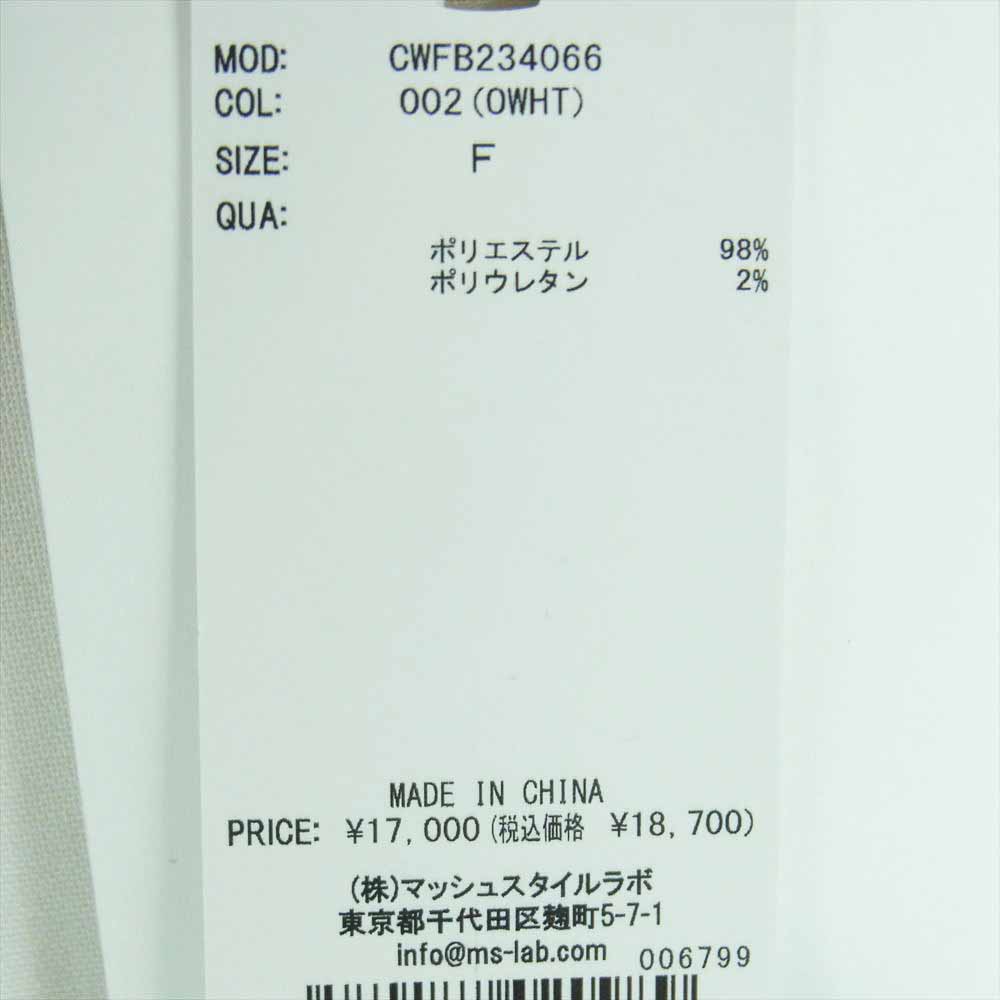 MOD: CWFB234066
COL: 002(OWHT)
SIZE: F
QUA:
ポリエステル 98%
ポリウレタン 2%
MADE IN CHINA
PRICE: ¥17,000(税込価格 ¥18,700)
(株)マッシュスタイルラボ
東京都千代田区麹町5-7-1
info@ms-lab.com 006799